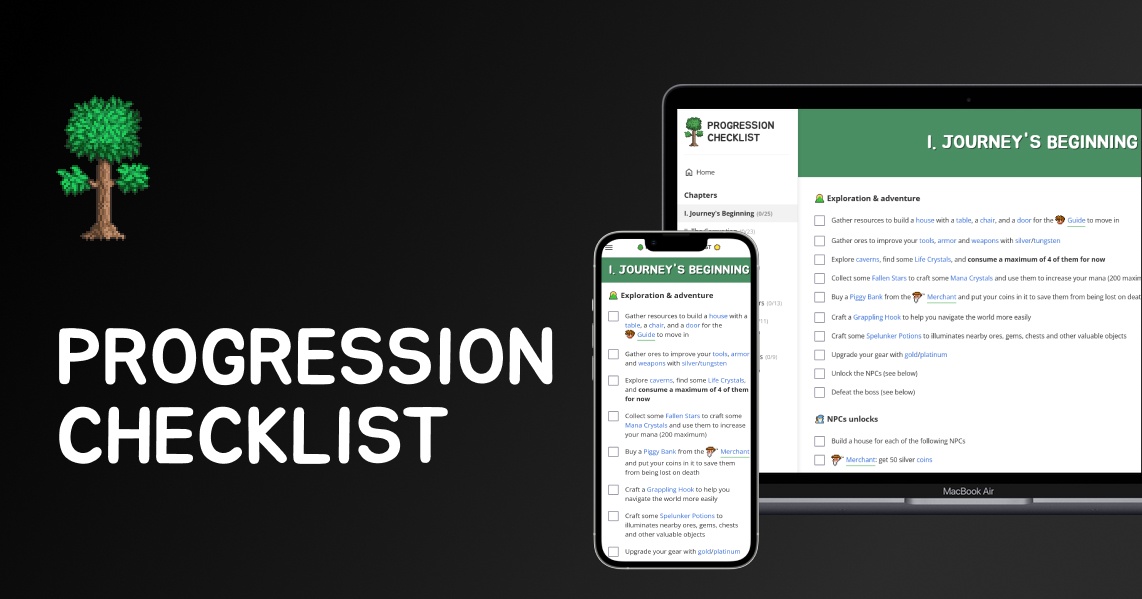 PROGRESSION
CHECKLIST
PROGRESSION
CHECKLIST
Home
Chapters
I. Journey's Beginning (0/25)
I. JOURNEY'S BEGINNING
Exploration & adventure
Gather resources to build a house with a table, a chair, and a door for the Guide to move in
Gather ores to improve your tools, armor and weapons with silver/tungsten
Explore caverns, find some Life Crystals, and consume a maximum of 4 of them for now
Collect some Fallen Stars to craft some Mana Crystals and use them to increase your mana (200 maxim
Buy a Piggy Bank from the Merchant and put your coins in it to save them from being lost on deat
Craft a Grappling Hook to help you navigate the world more easily
Craft some Spelunker Potions to illuminates nearby ores, gems, chests and other valuable objects
Upgrade your gear with gold/platinum
Unlock the NPCs (see below)
Defeat the boss (see below)
NPCs unlocks
Build a house for each of the following NPCs
Merchant: get 50 silver coins
MacBook Air
(0/13)
(0/9)
I. JOURNEY'S BEGINNING
Exploration & adventure
Gather resources to build a house with a
table, a chair, and a door for the
Guide to move in
Gather ores to improve your tools, armor
and weapons with silver/tungsten
Explore caverns, find some Life Crystals,
and consume a maximum of 4 of them
for now
Collect some Fallen Stars to craft some
Mana Crystals and use them to increase
your mana (200 maximum)
Buy a Piggy Bank from the Merchant
and put your coins in it to save them
from being lost on death
Craft a Grappling Hook to help you
navigate the world more easily
Craft some Spelunker Potions to
illuminates nearby ores, gems, chests
and other valuable objects
Upgrade your gear with gold/platinum